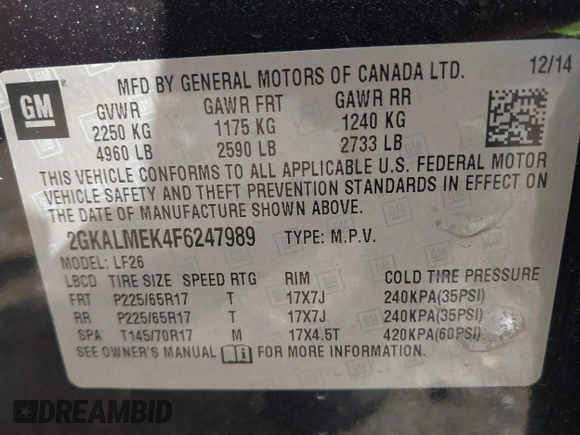 GM
MFD BY GENERAL MOTORS OF CANADA LTD. 12/14
GVWR GAWR FRT GAWR RR
2250 KG 1175 KG 1240 KG
4960 LB 2590 LB 2733 LB
THIS VEHICLE CONFORMS TO ALL APPLICABLE U.S. FEDERAL MOTOR
VEHICLE SAFETY AND THEFT PREVENTION STANDARDS IN EFFECT ON
THE DATE OF MANUFACTURE SHOWN ABOVE.
2GKALMEK4F6247989 TYPE: M.P.V.
MODEL: LF26
LBCD TIRE SIZE SPEED RTG RIM COLD TIRE PRESSURE
FRT P225/65R17 T 17X7J 240KPA(35PSI)
RR P225/65R17 T 17X7J 240KPA(35PSI)
SPA T145/70R17 M 17X4.5T 420KPA(60PSI)
SEE OWNER'S MANUAL FOR MORE INFORMATION.
DREAMBID